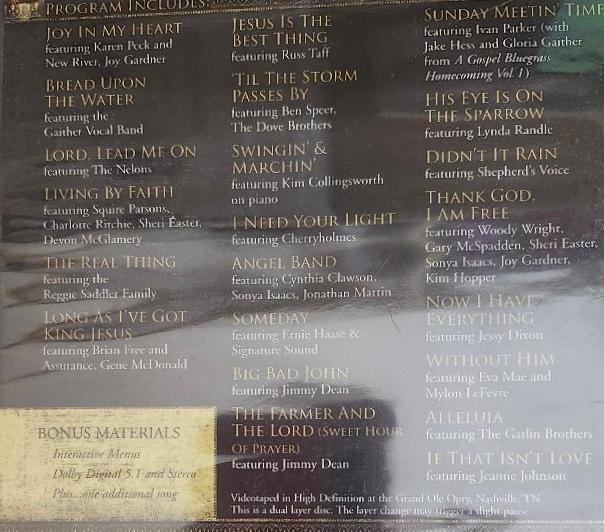 PROGRAM INCLUDES:
JOY IN MY HEART
featuring Karen Peck and
New River, Joy Gardner
BREAD UPON
THE WATER
featuring the
Gaither Vocal Band
LORD, LEAD ME ON
featuring The Nelons
LIVING BY FAITH
featuring Squire Parsons,
Charlotte Ritchie, Sheri Easter,
Devon McGlamery
THE REAL THING
featuring the
Reggie Saddler Family
LONG AS I'VE GOT
KING JESUS
featuring Brian Free and
Assurance, Gene McDonald
BONUS MATERIALS
Interactive Menus
Dolby Digital 5.1 and Stereo
Plus...one additional song
JESUS IS THE
BEST THING
featuring Russ Taff
'TIL THE STORM
PASSES BY
featuring Ben Speer,
The Dove Brothers
SWINGIN' &
MARCHIN'
featuring Kim Collingsworth
on piano
I NEED YOUR LIGHT
featuring Cherryholmes
ANGEL BAND
featuring Cynthia Clawson,
Sonya Isaacs, Jonathan Martin
SOMEDAY
featuring Ernie Haase &
Signature Sound
BIG BAD JOHN
featuring Jimmy Dean
THE FARMER AND
THE LORD (SWEET HOUR
OF PRAYER)
featuring Jimmy Dean
SUNDAY MEETIN' TIME
featuring Ivan Parker (with
Jake Hess and Gloria Gaither
from A Gospel Bluegrass
Homecoming Vol. 1)
HIS EYE IS ON
THE SPARROW
featuring Lynda Randle
DIDN'T IT RAIN
featuring Shepherd's Voice
THANK GOD,
I AM FREE
featuring Woody Wright,
Gary McSpadden, Sheri Easter,
Sonya Isaacs, Joy Gardner,
Kim Hopper
NOW I HAVE
EVERYTHING
featuring Jessy Dixon
WITHOUT HIM
featuring Eva Mae and
Mylon LeFevre
ALLELUIA
featuring The Gatlin Brothers
IF THAT ISN'T LOVE
featuring Jeanne Johnson
Videotaped in High Definition at the Grand Ole Opry, Nashville, TN
This is a dual layer disc. The layer change may trigger a slight pause.